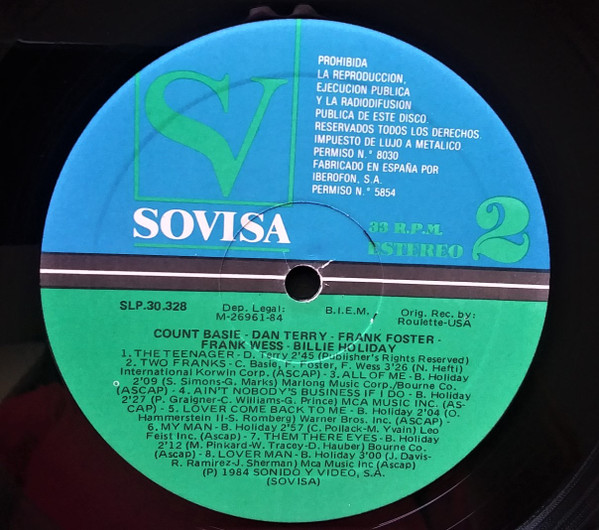 SV
PROHIBIDA
LA REPRODUCCION,
EJECUCION PUBLICA
Y LA RADIODIFUSION
PUBLICA DE ESTE DISCO.
RESERVADOS TODOS LOS DERECHOS.
IMPUESTO DE LUJO A METALICO
PERMISO N.° 8030
FABRICADO EN ESPAÑA POR
IBEROFON, S.A.
PERMISO N.° 5854
SOVISA
33 R.P.M.
ESTEREO 2
SLP.30.328
Dep. Legal:
M-26961-84
B.I.E.M.
Orig. Rec. by:
Roulette-USA
COUNT BASIE - DAN TERRY - FRANK FOSTER -
FRANK WESS - BILLIE HOLIDAY
1. THE TEENAGER - D. Terry 2'45 (Publisher's Rights Reserved)
2. TWO FRANKS - C. Basie, F. Foster, F. Wess 3'26 (N. Hefti)
International Korwin Corp. (ASCAP) - 3. ALL OF ME - B. Holiday
2'09 (S. Simons-G. Marks) Marlong Music Corp./Bourne Co.
(ASCAP) - 4. AIN'T NOBODY'S BUSINESS IF I DO - B. Holiday
2'27 (P. Graigner-C. Williams-G. Prince) MCA MUSIC INC. (AS-
CAP) - 5. LOVER COME BACK TO ME - B. Holiday 2'04 (O.
Hammerstein II-S. Romberg) Warner Bros. Inc. (ASCAP) -
6. MY MAN - B. Holiday 2'57 (C. Pollack-M. Yvain) Leo
Feist Inc. (Ascap) - 7. THEM THERE EYES - B. Holiday
2'12 (M. Pinkard-W. Tracey-D. Hauber) Bourne Co.
(Ascap) - 8. LOVER MAN - B. Holiday 3'00 (J. Davis-
R. Ramirez-J. Sherman) Mca Music Inc (Ascap)
(P) 1984 SONIDO Y VIDEO, S.A.
(SOVISA)